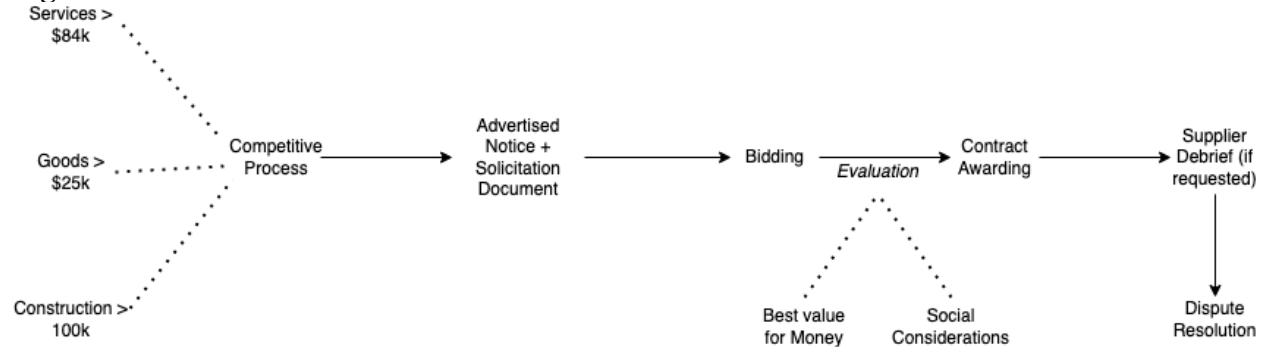 Services >
$84k
Goods >
$25k
Construction >
100k
Competitive
Process
Advertised
Notice +
Solicitation
Document
Bidding
Evaluation
Best value
for Money
Social
Considerations
Contract
Awarding
Supplier
Debrief (if
requested)
Dispute
Resolution